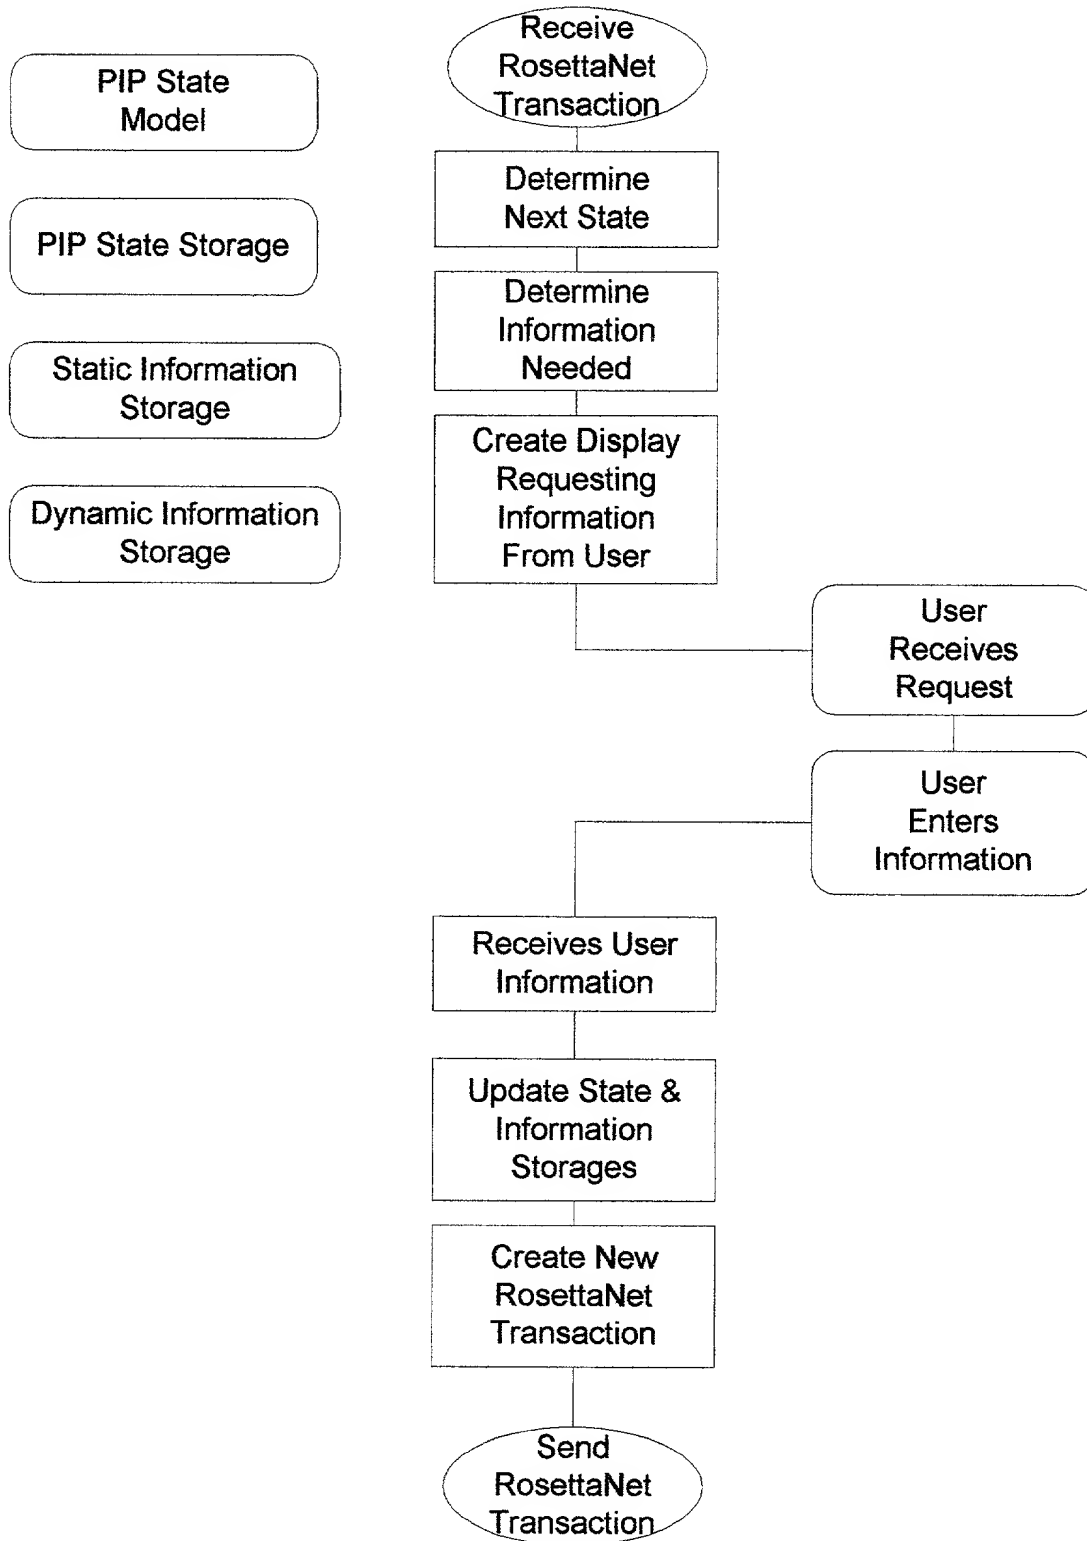 PIP State
Model
PIP State Storage
Static Information
Storage
Dynamic Information
Storage
Receive
RosettaNet
Transaction
Determine
Next State
Determine
Information
Needed
Create Display
Requesting
Information
From User
User
Receives
Request
User
Enters
Information
Receives User
Information
Update State &
Information
Storages
Create New
RosettaNet
Transaction
Send
RosettaNet
Transaction